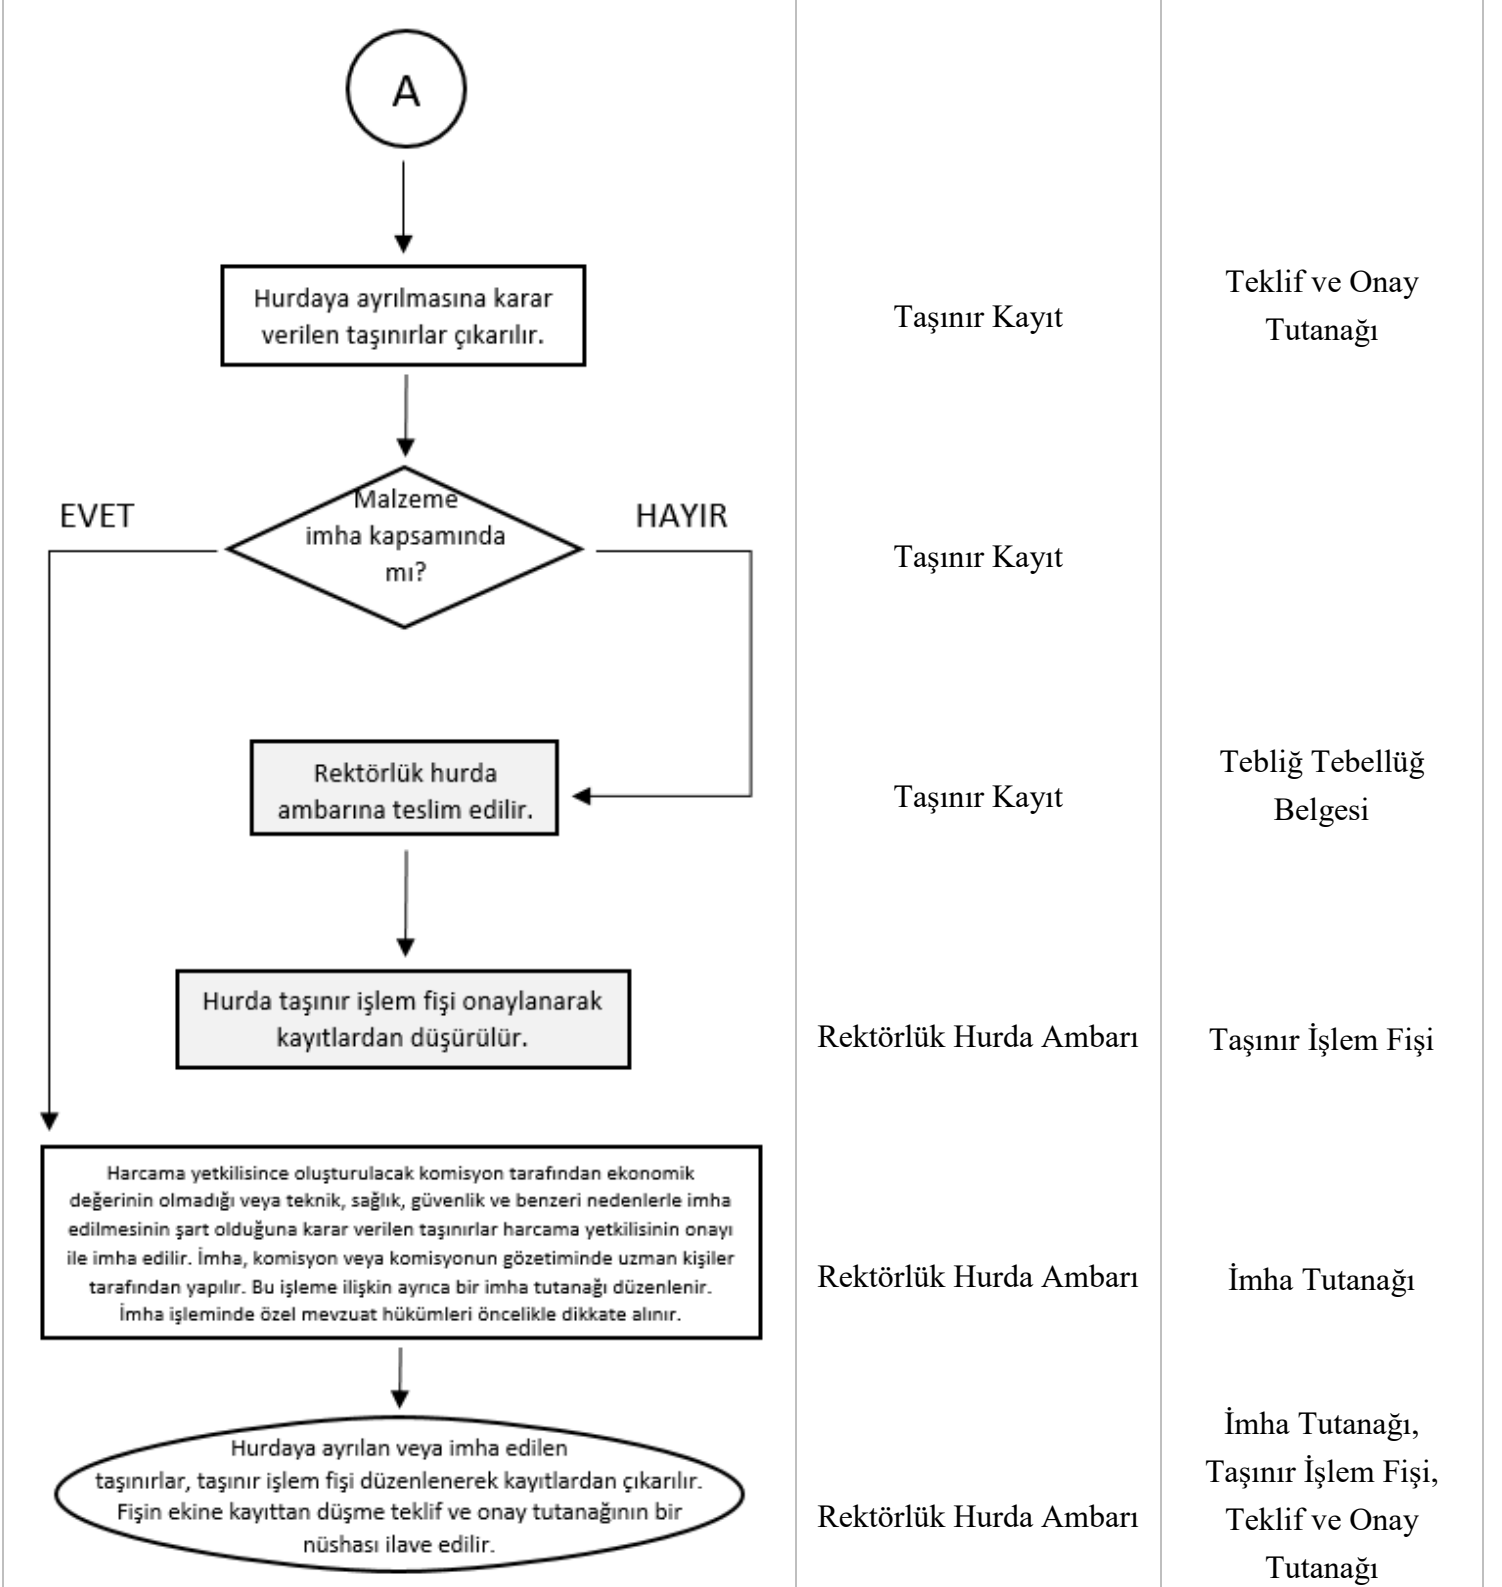 A
Hurdaya ayrılmasına karar
verilen taşınırlar çıkarılır.
Taşınır Kayıt
Teklif ve Onay
Tutanağı
EVET
HAYIR
Malzeme
imha kapsamında
mı?
Taşınır Kayıt
Rektörlük hurda
ambarına teslim edilir.
Taşınır Kayıt
Tebliğ Tebellüğ
Belgesi
Hurda taşınır işlem fişi onaylanarak
kayıtlardan düşürülür.
Rektörlük Hurda Ambarı
Taşınır İşlem Fişi
Harcama yetkilisince oluşturulacak komisyon tarafından ekonomik
değerinin olmadığı veya teknik, sağlık, güvenlik ve benzeri nedenlerle imha
edilmesinin şart olduğuna karar verilen taşınırlar harcama yetkilisinin onayı
ile imha edilir. İmha, komisyon veya komisyonun gözetiminde uzman kişiler
tarafından yapılır. Bu işleme ilişkin ayrıca bir imha tutanağı düzenlenir.
İmha işleminde özel mevzuat hükümleri öncelikle dikkate alınır.
Rektörlük Hurda Ambarı
İmha Tutanağı
Hurdaya ayrılan veya imha edilen
taşınırlar, taşınır işlem fişi düzenlenerek kayıtlardan çıkarılır.
Fişin ekine kayıttan düşme teklif ve onay tutanağının bir
nüshası ilave edilir.
Rektörlük Hurda Ambarı
İmha Tutanağı,
Taşınır İşlem Fişi,
Teklif ve Onay
Tutanağı